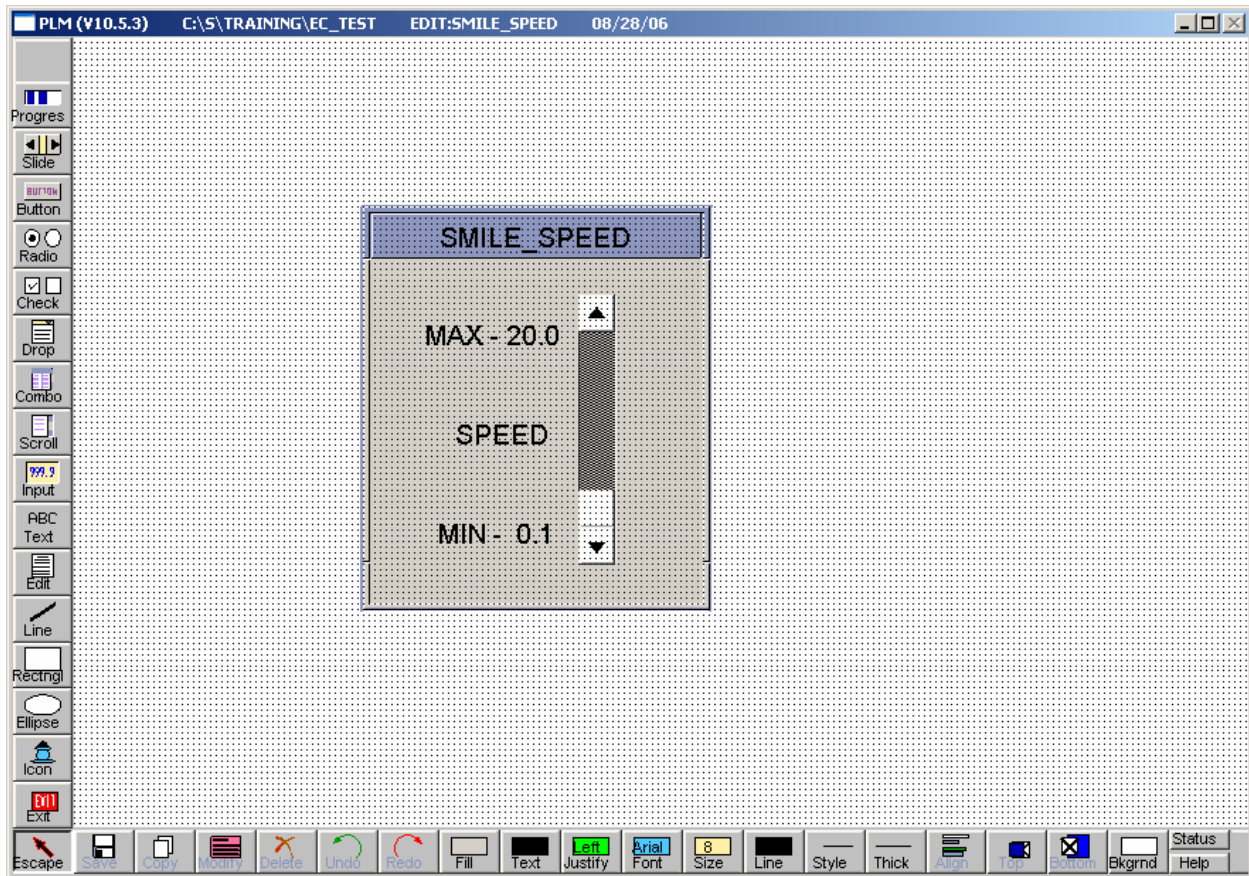 PLM (V10.5.3) C:\S\TRAINING\EC_TEST EDIT:SMILE_SPEED 08/28/06
Progres
Slide
BUTTON
Button
Radio
Check
Drop
Combo
Scroll
999.9
Input
ABC
Text
Edit
Line
Rectngl
Ellipse
Icon
EXIT
Exit
SMILE_SPEED
MAX - 20.0
SPEED
MIN - 0.1
Escape
Save
Copy
Modify
Delete
Undo
Redo
Fill
Text
Left
Justify
Arial
Font
8
Size
Line
Style
Thick
Align
Top
Bottom
Bkgrnd
Status
Help